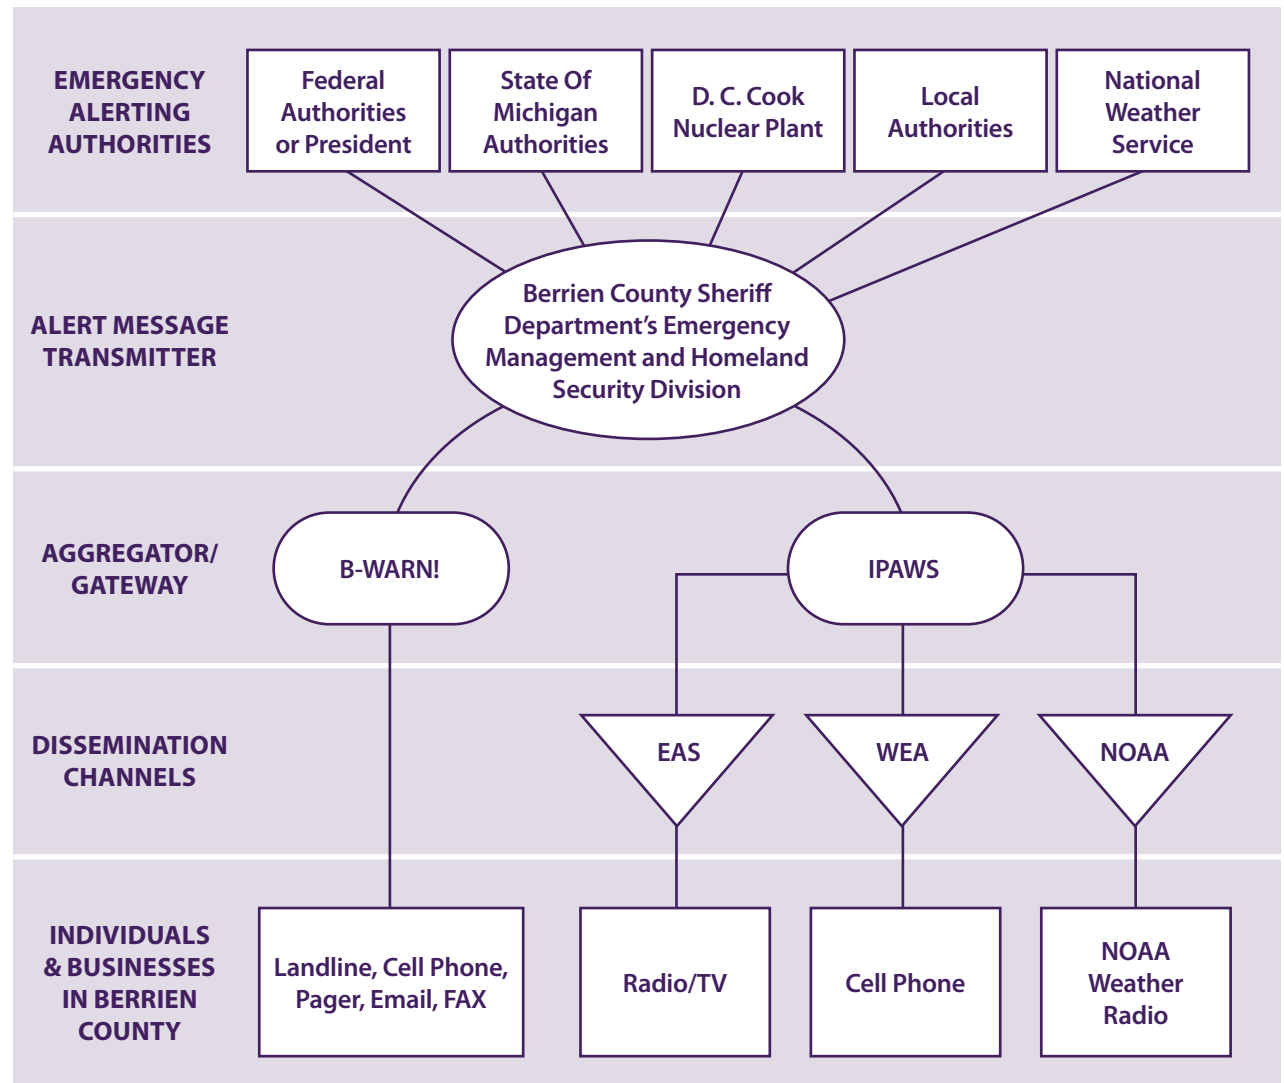 EMERGENCY
ALERTING
AUTHORITIES
Federal
Authorities
or President
State Of
Michigan
Authorities
D. C. Cook
Nuclear Plant
Local
Authorities
National
Weather
Service
ALERT MESSAGE
TRANSMITTER
Berrien County Sheriff
Department’s Emergency
Management and Homeland
Security Division
AGGREGATOR/
GATEWAY
B-WARN!
IPAWS
DISSEMINATION
CHANNELS
EAS
WEA
NOAA
INDIVIDUALS
& BUSINESSES
IN BERRIEN
COUNTY
Landline, Cell Phone,
Pager, Email, FAX
Radio/TV
Cell Phone
NOAA
Weather
Radio